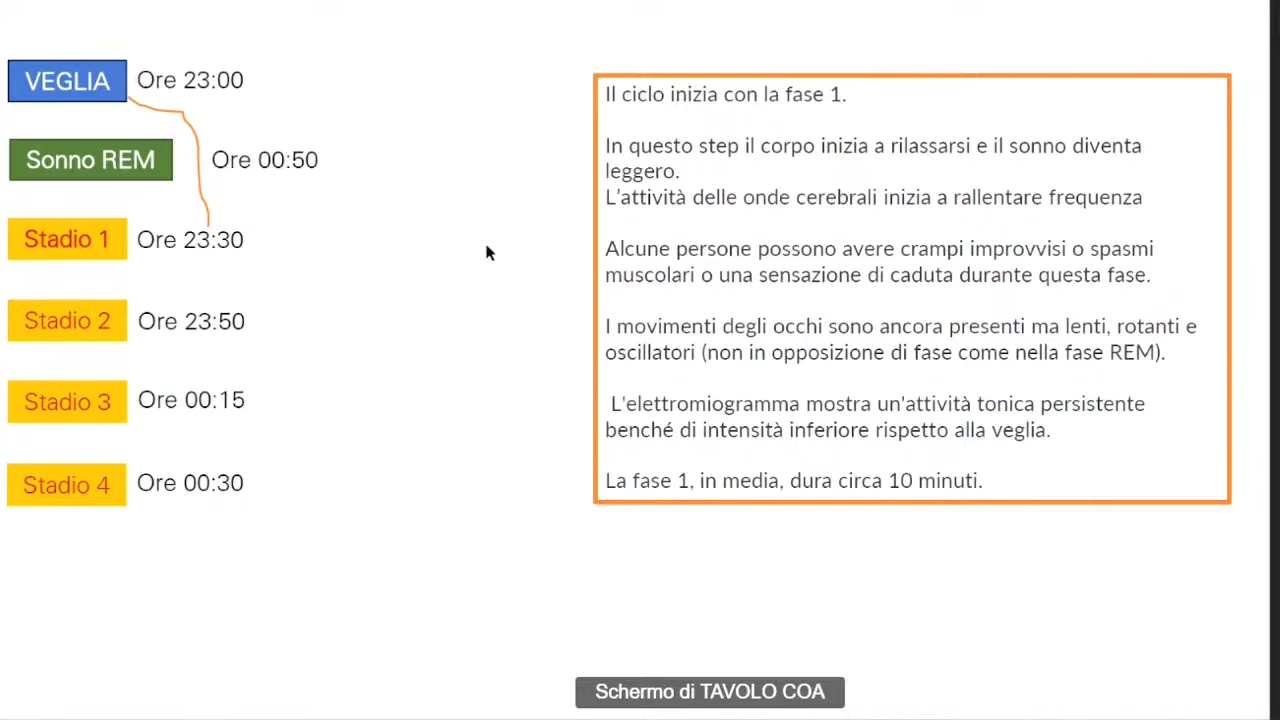 VEGLIA Ore 23:00
Sonno REM Ore 00:50
Stadio 1 Ore 23:30
Stadio 2 Ore 23:50
Stadio 3 Ore 00:15
Stadio 4 Ore 00:30
Il ciclo inizia con la fase 1.
In questo step il corpo inizia a rilassarsi e il sonno diventa
leggero.
L'attività delle onde cerebrali inizia a rallentare frequenza
Alcune persone possono avere crampi improvvisi o spasmi
muscolari o una sensazione di caduta durante questa fase.
I movimenti degli occhi sono ancora presenti ma lenti, rotanti e
oscillatori (non in opposizione di fase come nella fase REM).
L'elettromiogramma mostra un'attività tonica persistente
benché di intensità inferiore rispetto alla veglia.
La fase 1, in media, dura circa 10 minuti.
Schermo di TAVOLO COA